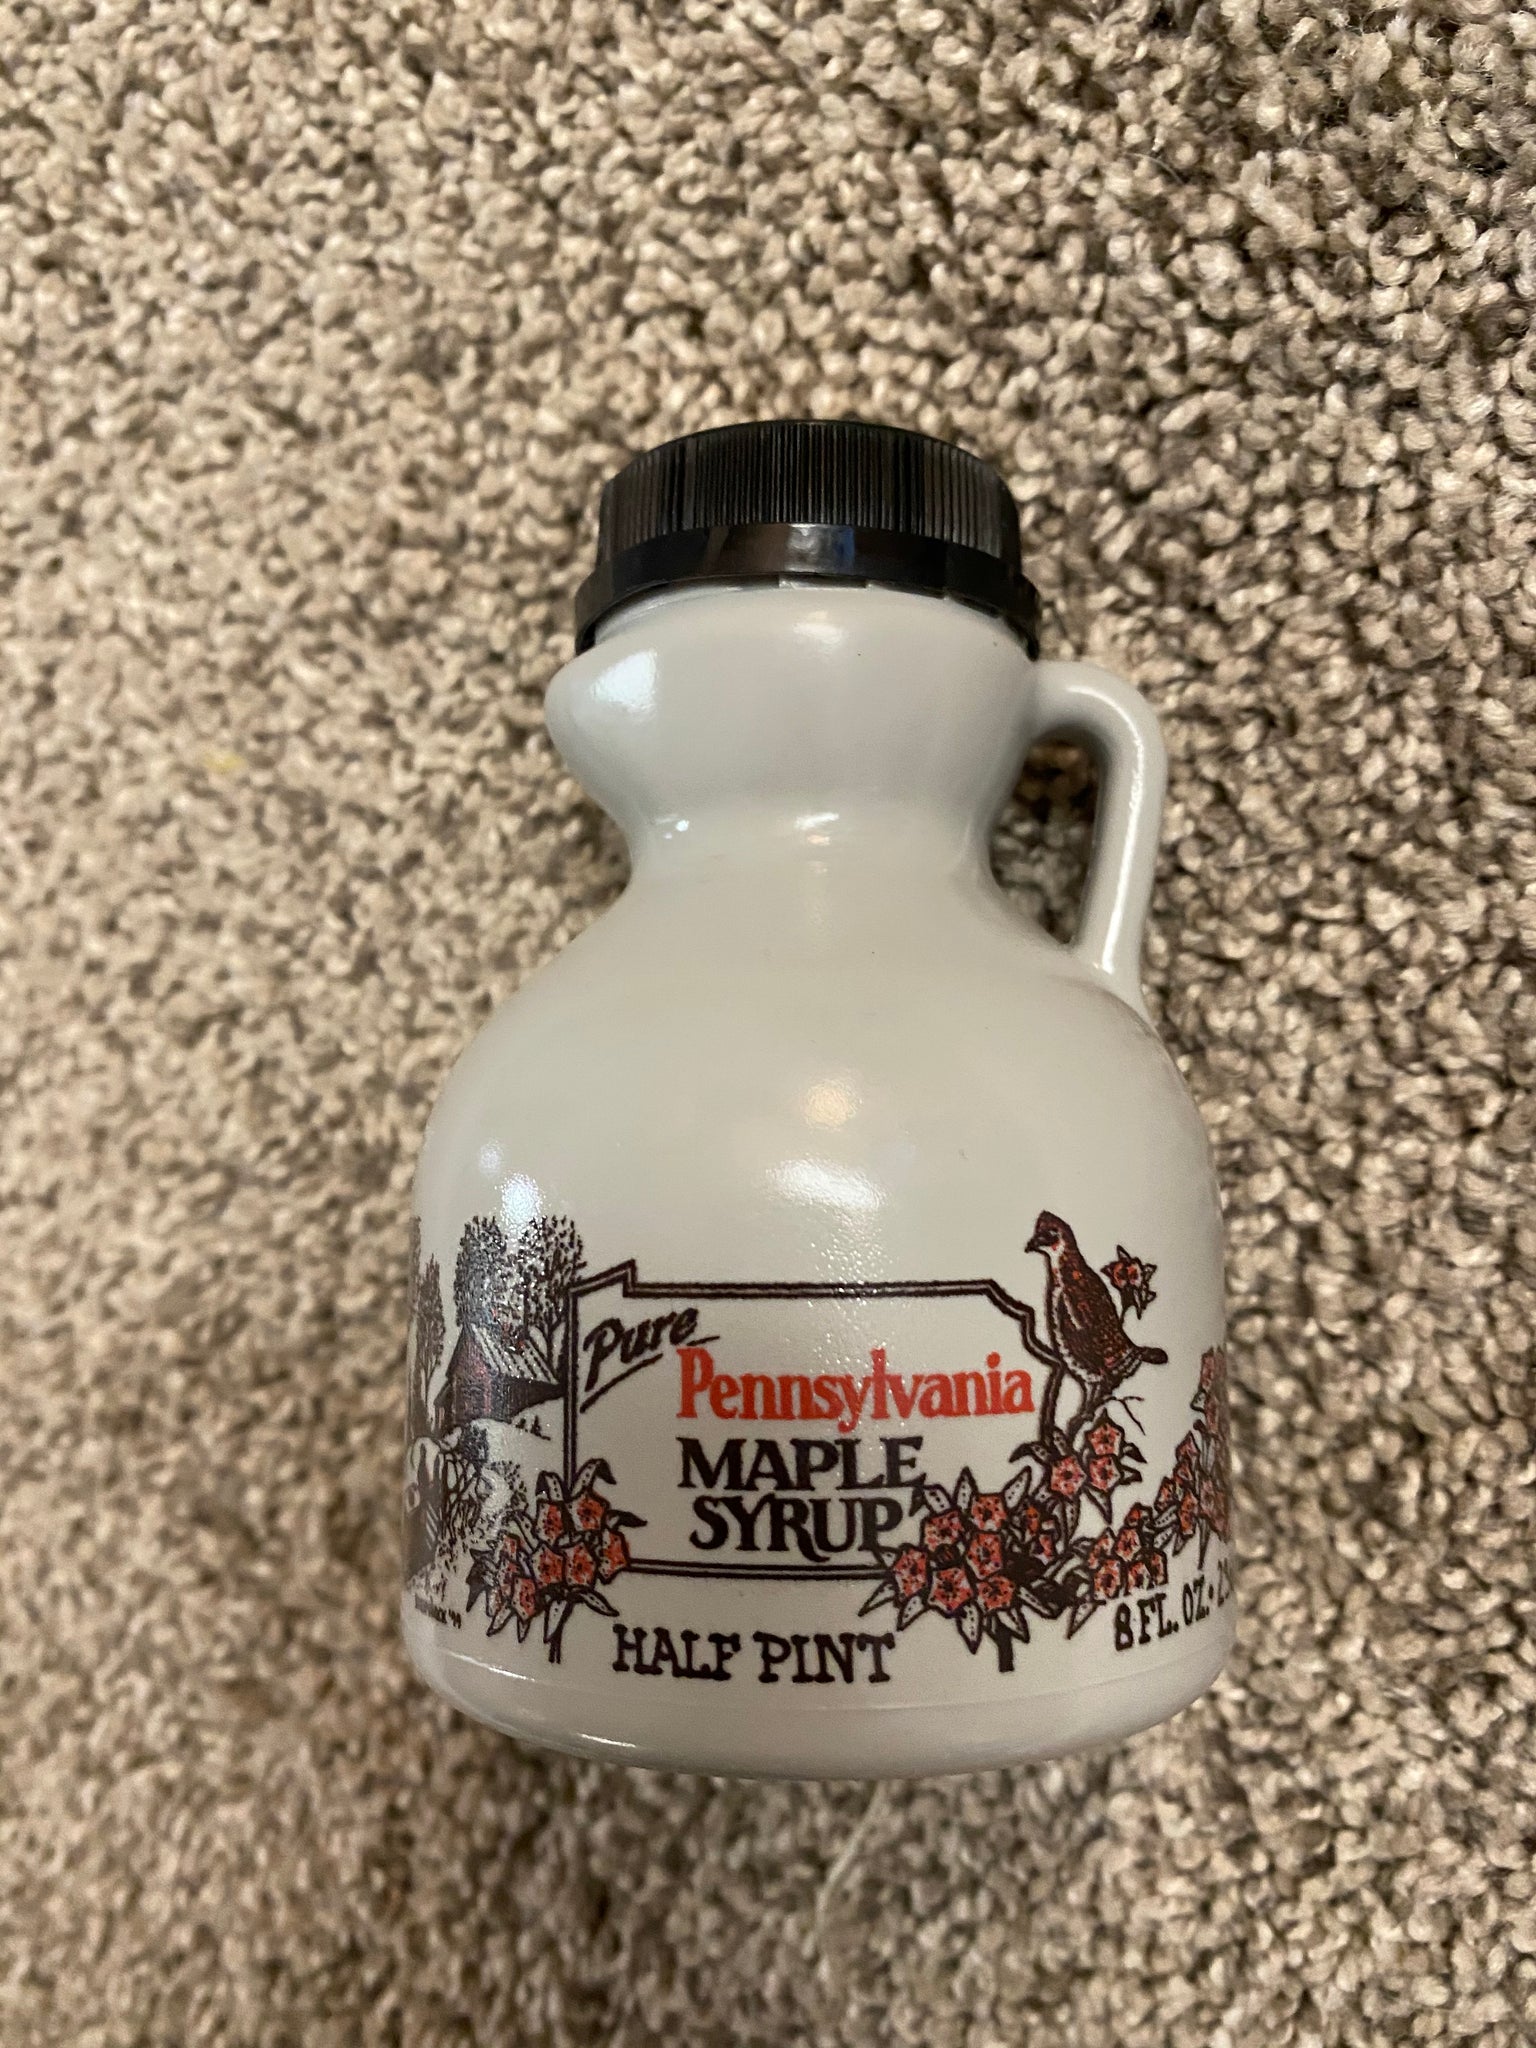 Pure
Pennsylvania
MAPLE
SYRUP
HALF PINT
8 FL. OZ.